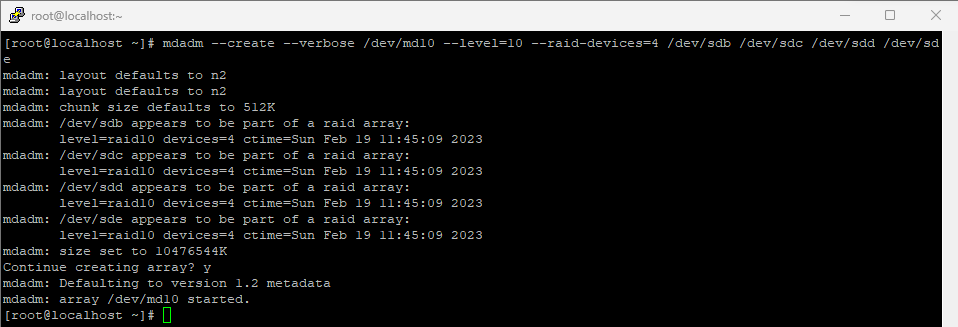 root@localhost:~
[root@localhost ~]# mdadm --create --verbose /dev/md10 --level=10 --raid-devices=4 /dev/sdb /dev/sdc /dev/sdd /dev/sd
e
mdadm: layout defaults to n2
mdadm: layout defaults to n2
mdadm: chunk size defaults to 512K
mdadm: /dev/sdb appears to be part of a raid array:
       level=raid10 devices=4 ctime=Sun Feb 19 11:45:09 2023
mdadm: /dev/sdc appears to be part of a raid array:
       level=raid10 devices=4 ctime=Sun Feb 19 11:45:09 2023
mdadm: /dev/sdd appears to be part of a raid array:
       level=raid10 devices=4 ctime=Sun Feb 19 11:45:09 2023
mdadm: /dev/sde appears to be part of a raid array:
       level=raid10 devices=4 ctime=Sun Feb 19 11:45:09 2023
mdadm: size set to 10476544K
Continue creating array? y
mdadm: Defaulting to version 1.2 metadata
mdadm: array /dev/md10 started.
[root@localhost ~]#